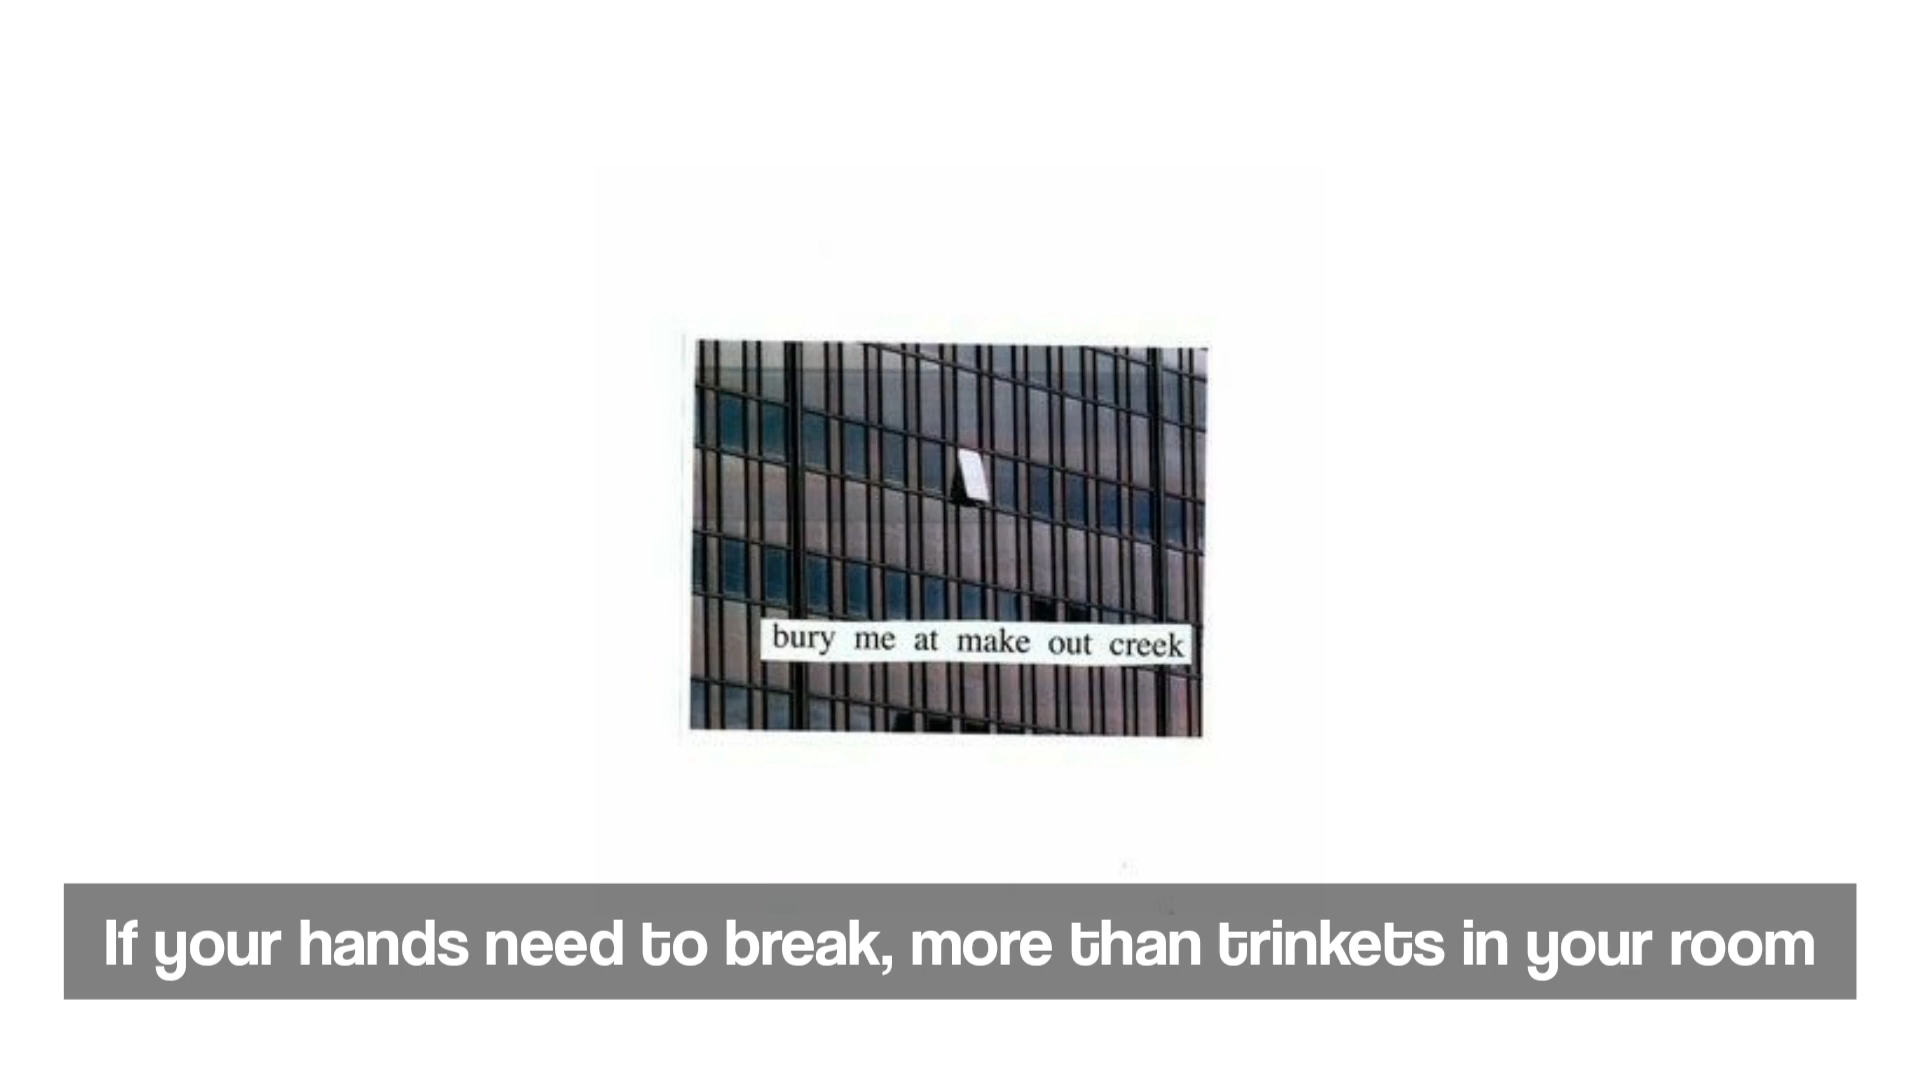 bury me at make out creek
If your hands need to break, more than trinkets in your room